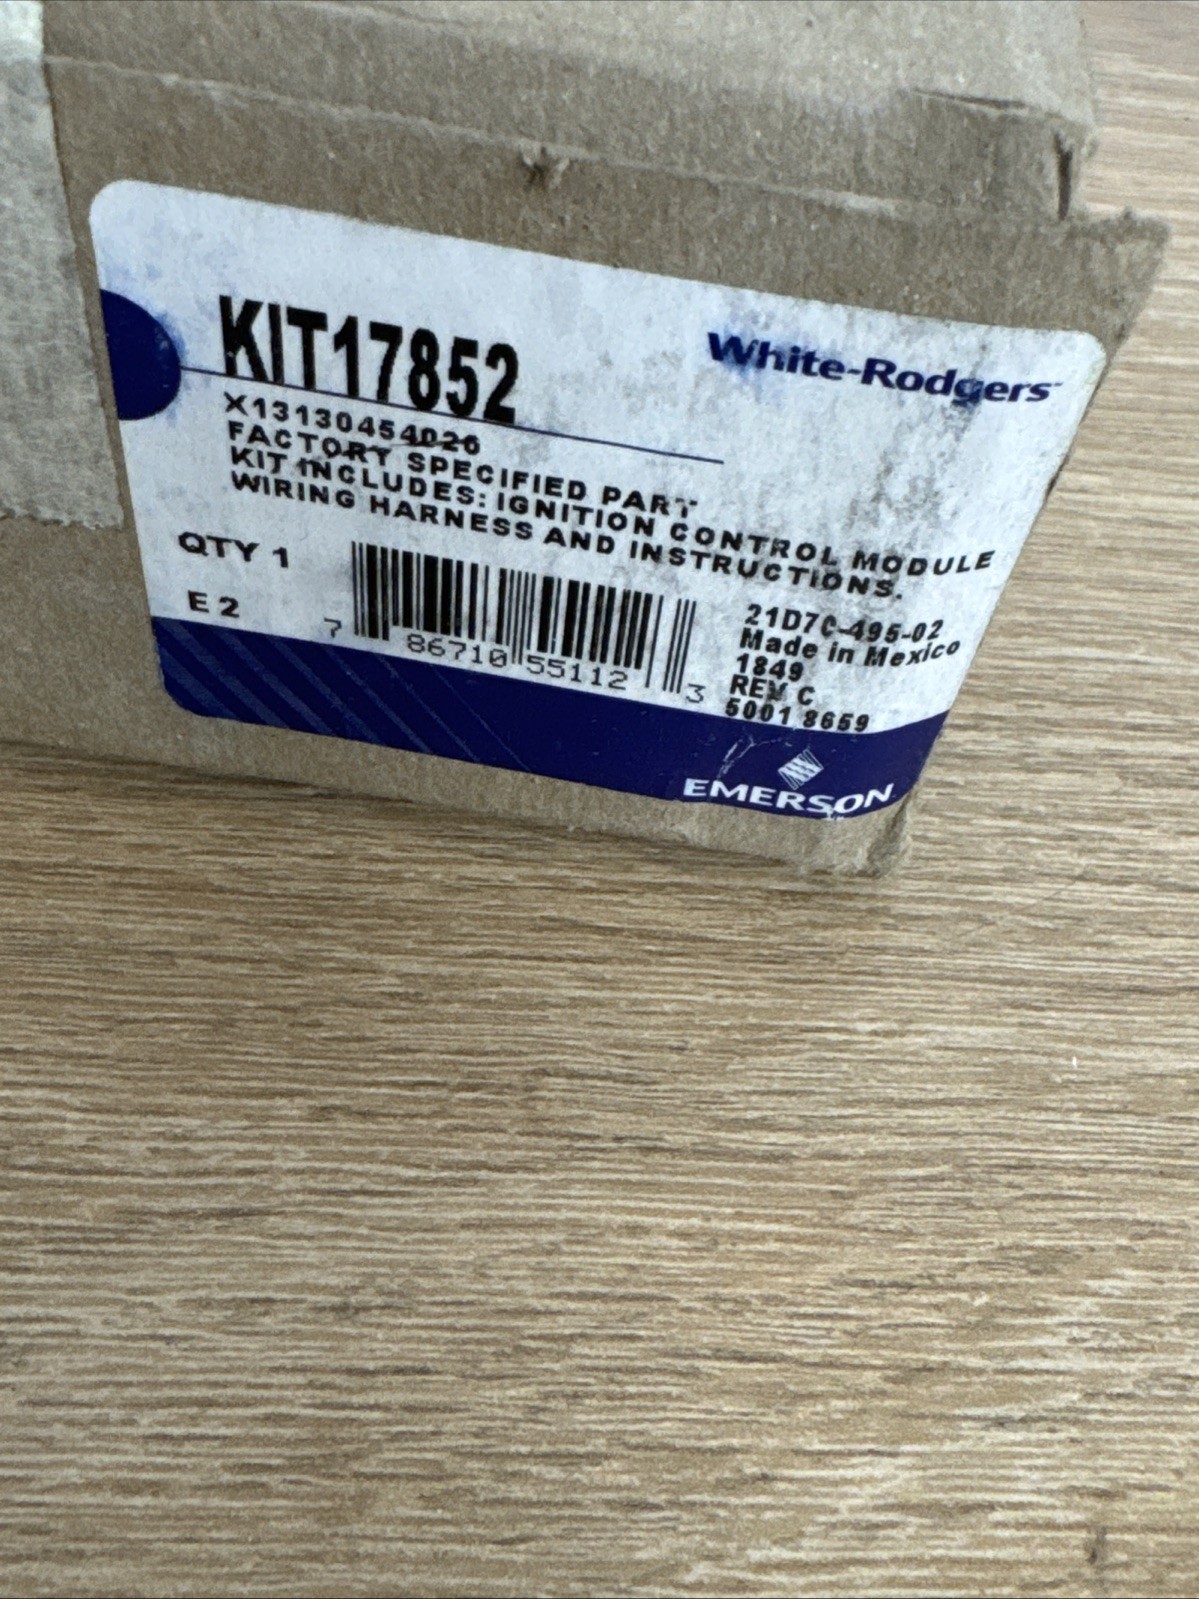 KIT17852
White-Rodgers
X13130454026
FACTORY SPECIFIED PART
KIT INCLUDES: IGNITION CONTROL MODULE
WIRING HARNESS AND INSTRUCTIONS.
QTY 1
E 2
7 86710 55112 3
21D7C-495-02
Made in Mexico
1849
REV C
5001 8659
EMERSON